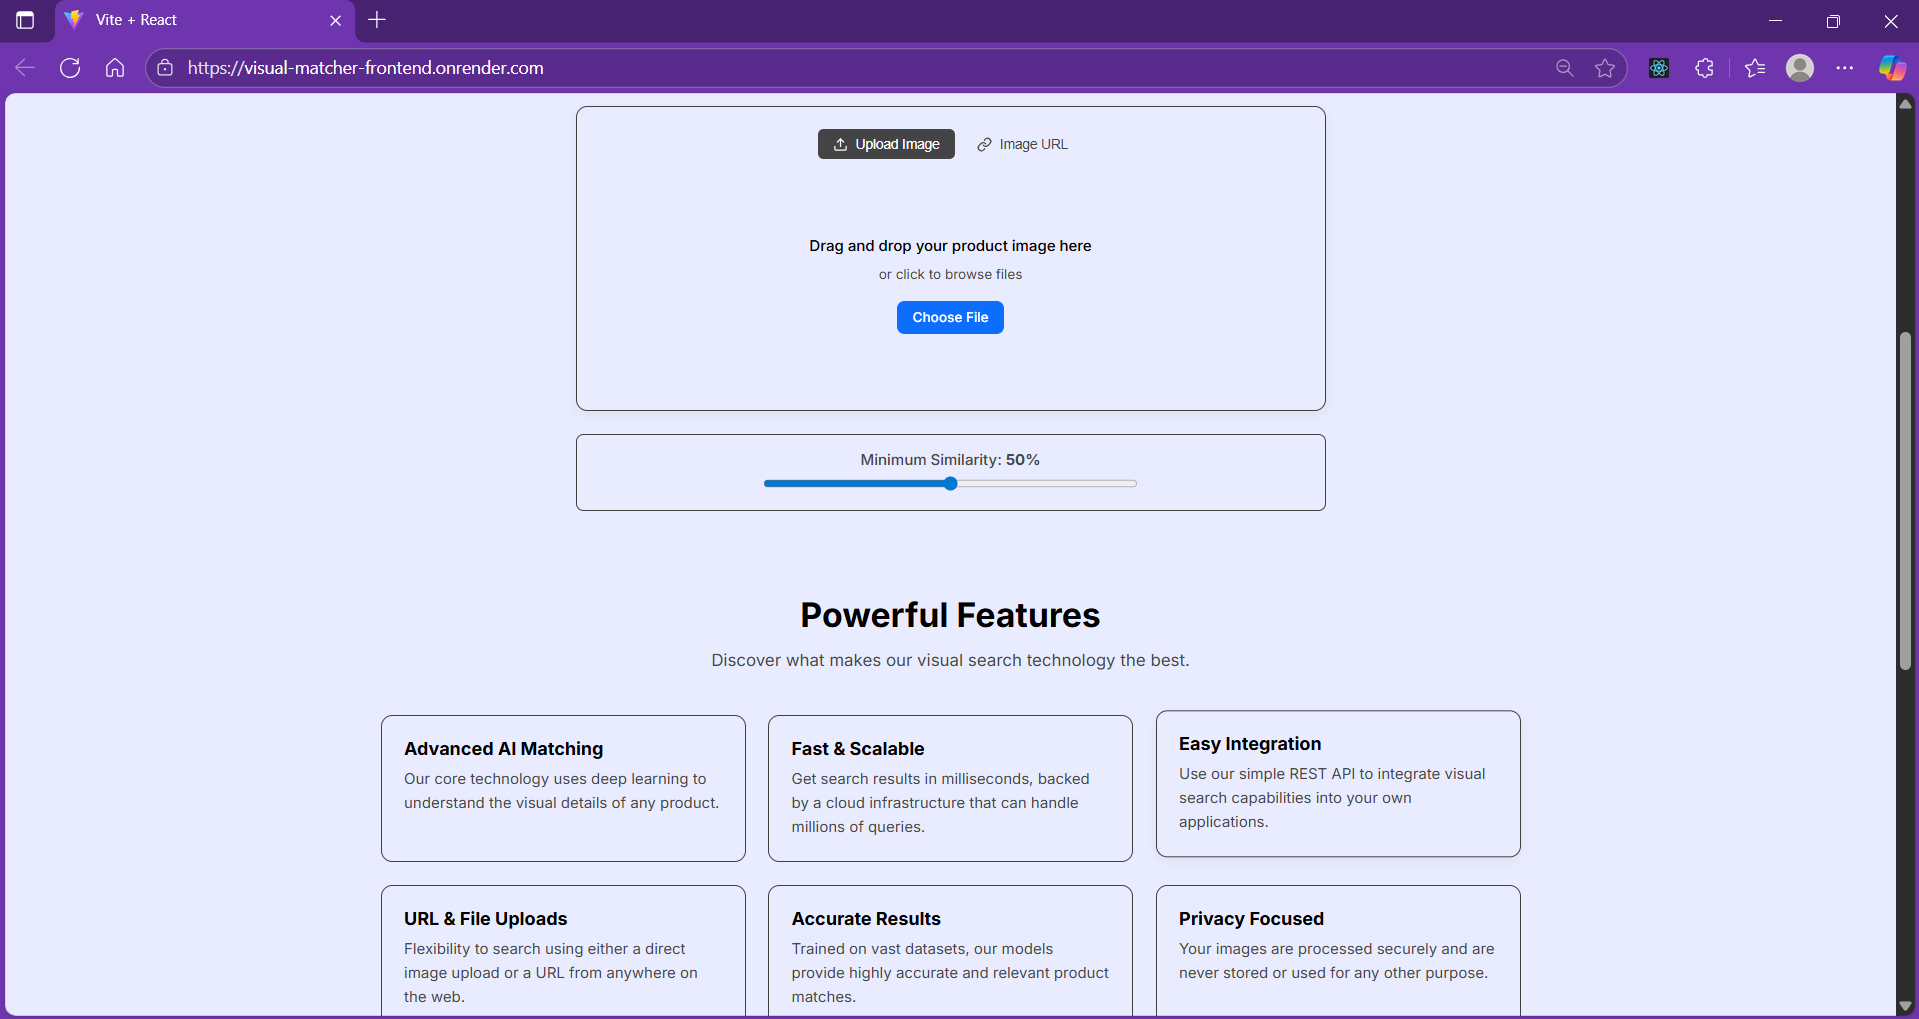 Vite + React
https://visual-matcher-frontend.onrender.com
Upload Image
Image URL
Drag and drop your product image here
or click to browse files
Choose File
Minimum Similarity: 50%
Powerful Features
Discover what makes our visual search technology the best.
Advanced AI Matching
Our core technology uses deep learning to
understand the visual details of any product.
Fast & Scalable
Get search results in milliseconds, backed
by a cloud infrastructure that can handle
millions of queries.
Easy Integration
Use our simple REST API to integrate visual
search capabilities into your own
applications.
URL & File Uploads
Flexibility to search using either a direct
image upload or a URL from anywhere on
the web.
Accurate Results
Trained on vast datasets, our models
provide highly accurate and relevant product
matches.
Privacy Focused
Your images are processed securely and are
never stored or used for any other purpose.